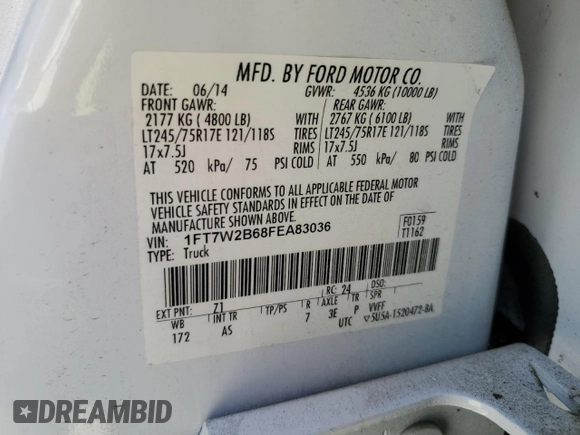 MFD. BY FORD MOTOR CO.
DATE: 06/14 GVWR: 4536 KG (10000 LB)
FRONT GAWR: REAR GAWR:
2177 KG ( 4800 LB) WITH 2767 KG ( 6100 LB) WITH
LT245/75R17E 121/118S TIRES LT245/75R17E 121/118S TIRES
17x7.5J RIMS 17x7.5J RIMS
AT 520 kPa/ 75 PSI COLD AT 550 kPa/ 80 PSI COLD
THIS VEHICLE CONFORMS TO ALL APPLICABLE FEDERAL MOTOR
VEHICLE SAFETY STANDARDS IN EFFECT ON THE DATE OF
MANUFACTURE SHOWN ABOVE.
VIN: 1FT7W2B68FEA83036 F0159
TYPE: Truck T1162
EXT PNT: Z1 RC: 24 DSO:
WB INT TR TP/PS R AXLE TR SPR
172 AS 7 3E P VVFF
UTC ▽5U5A-1520472-BA
DREAMBID